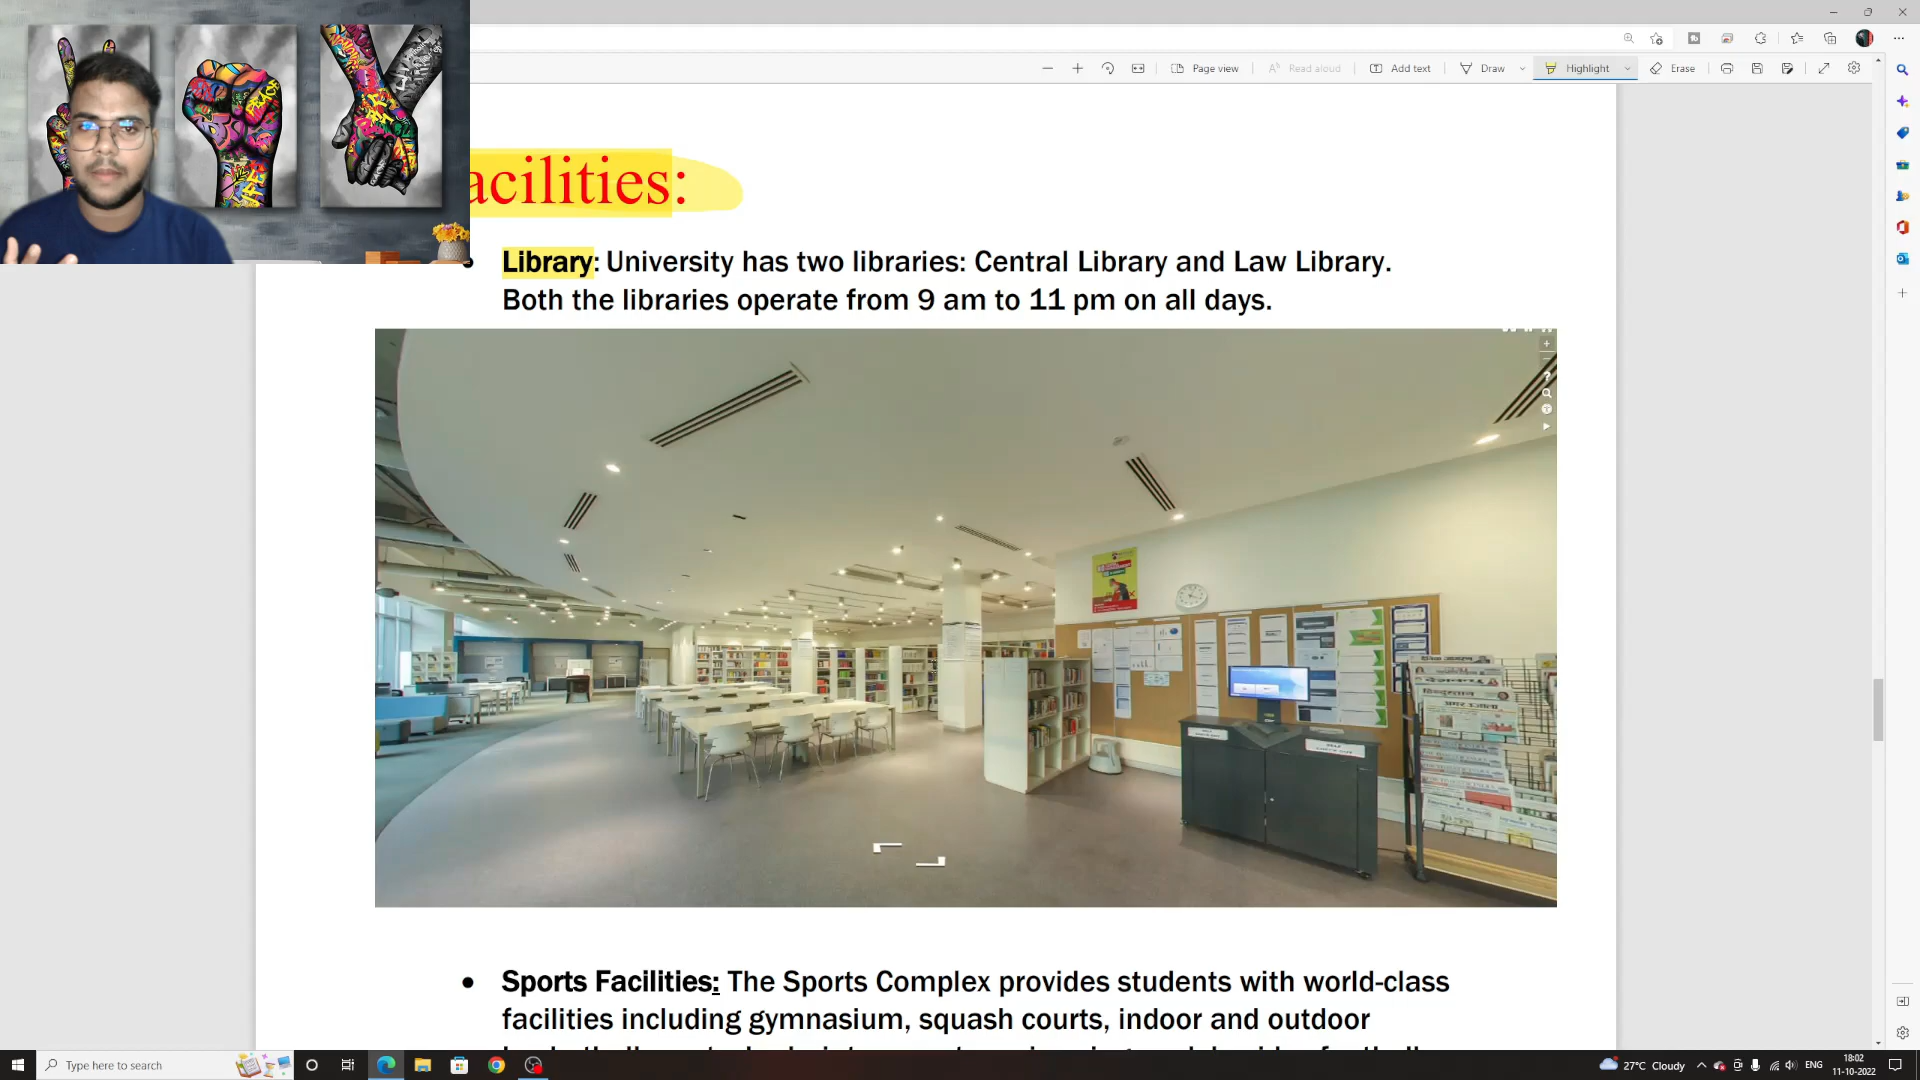 Page view
Read aloud
Add text
Draw
Highlight
Erase
acilities:
• Library: University has two libraries: Central Library and Law Library.
Both the libraries operate from 9 am to 11 pm on all days.
• Sports Facilities: The Sports Complex provides students with world-class
facilities including gymnasium, squash courts, indoor and outdoor
Type here to search
27°C Cloudy
ENG
18:02
11-10-2022